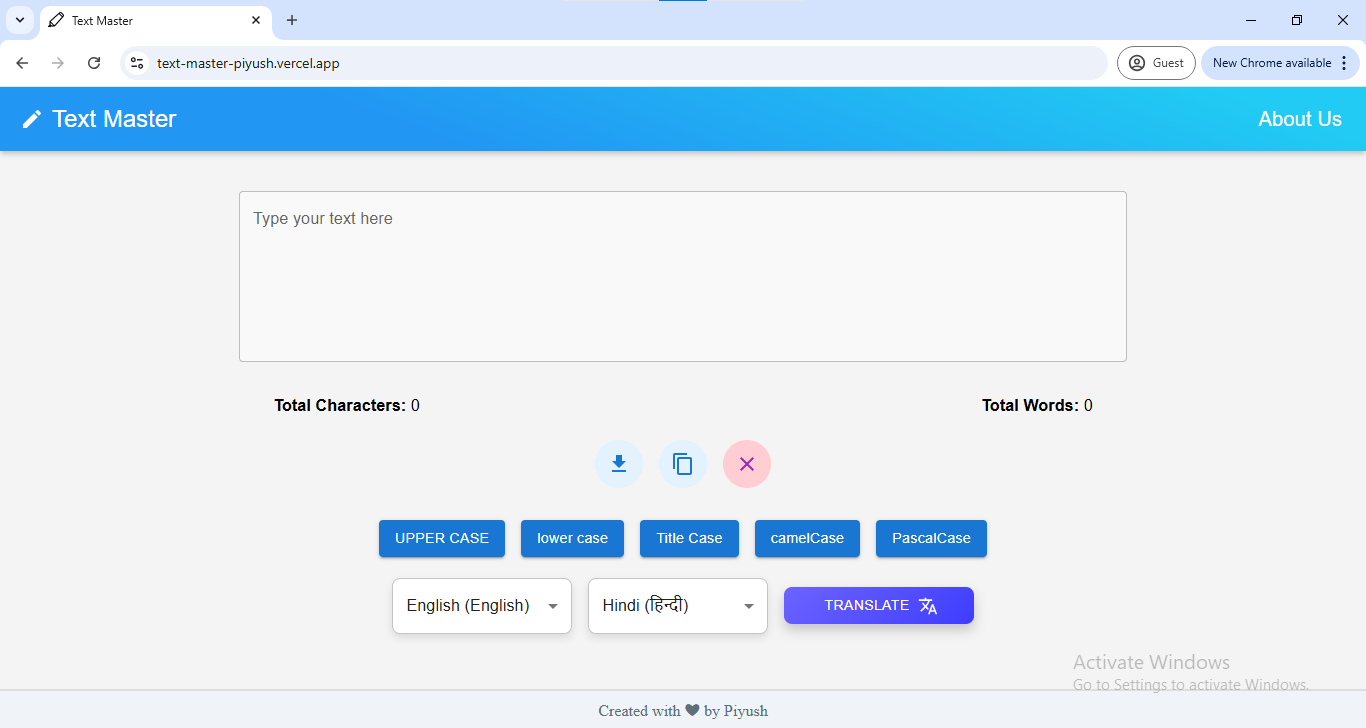 Text Master
text-master-piyush.vercel.app
Guest
New Chrome available
Text Master
About Us
Type your text here
Total Characters: 0
Total Words: 0
UPPER CASE
lower case
Title Case
camelCase
PascalCase
English (English)
Hindi (हिन्दी)
TRANSLATE
Activate Windows
Go to Settings to activate Windows.
Created with ❤ by Piyush